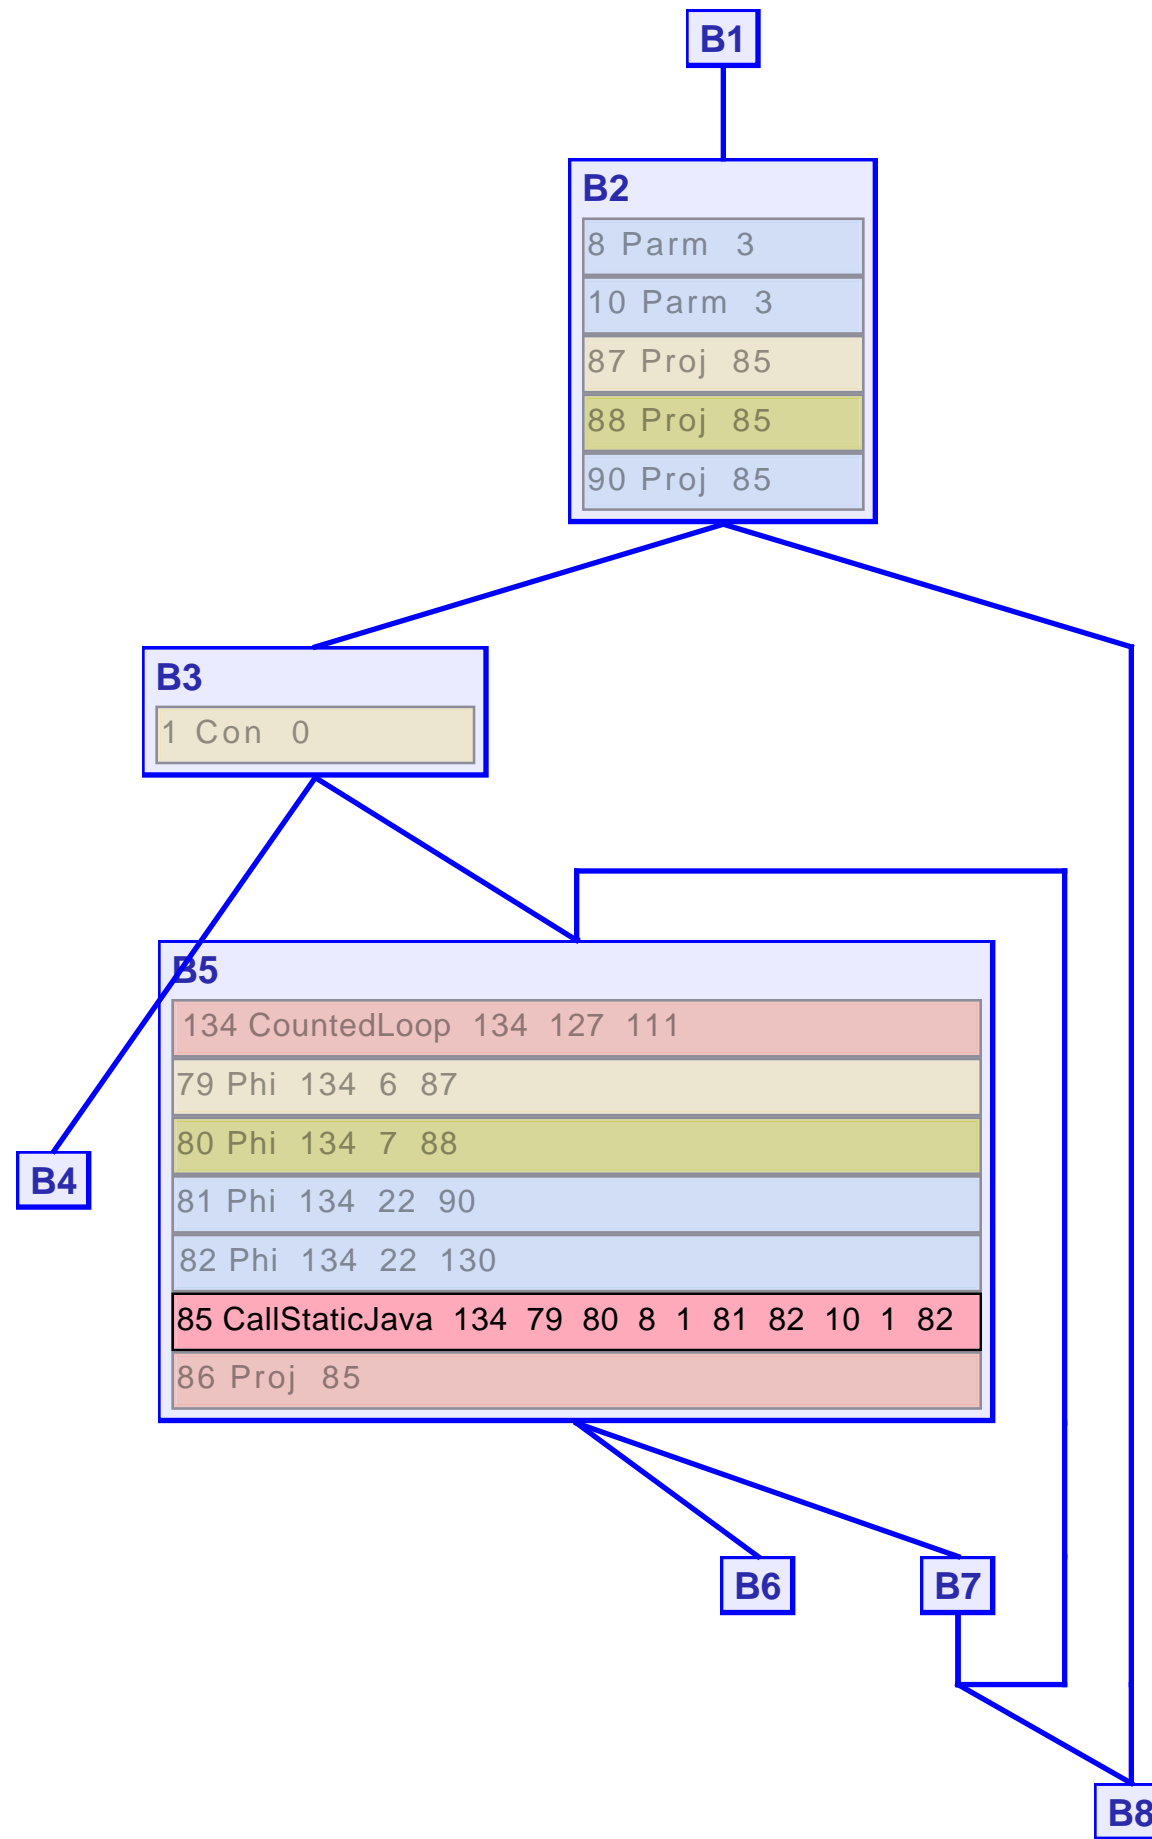 B1
B2
8 Parm 3
10 Parm 3
87 Proj 85
88 Proj 85
90 Proj 85
B3
1 Con 0
B5
134 CountedLoop 134 127 111
79 Phi 134 6 87
80 Phi 134 7 88
B4
81 Phi 134 22 90
82 Phi 134 22 130
85 CallStaticJava 134 79 80 8 1 81 82 10 1 82
86 Proj 85
B6
B7
B8